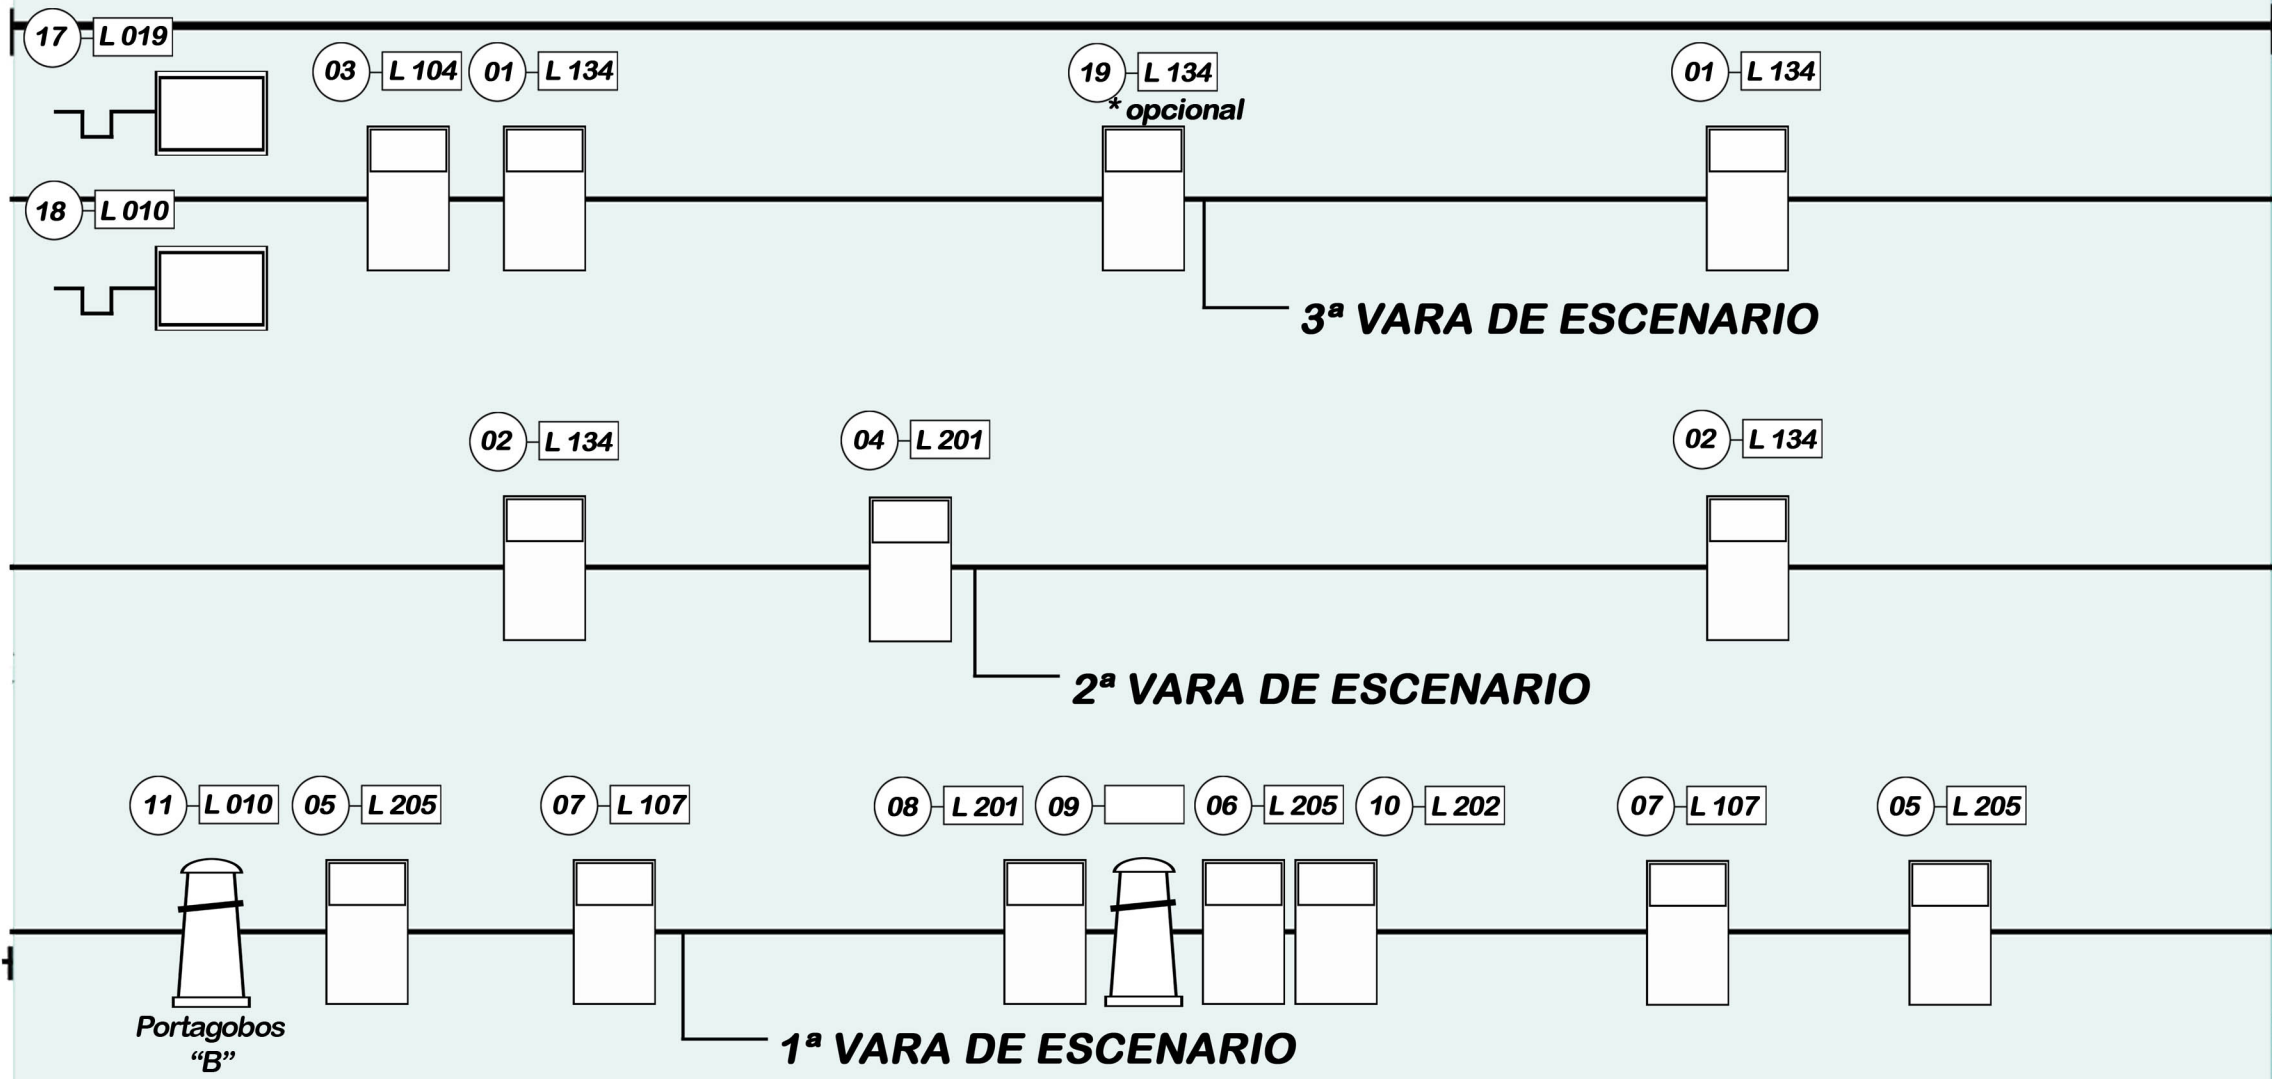 17 L 019
03 L 104 01 L 134 19 L 134 01 L 134
* opcional
18 L 010
3ª VARA DE ESCENARIO
02 L 134 04 L 201 02 L 134
2ª VARA DE ESCENARIO
11 L 010 05 L 205 07 L 107 08 L 201 09 06 L 205 10 L 202 07 L 107 05 L 205
Portagobos
“B”
1ª VARA DE ESCENARIO